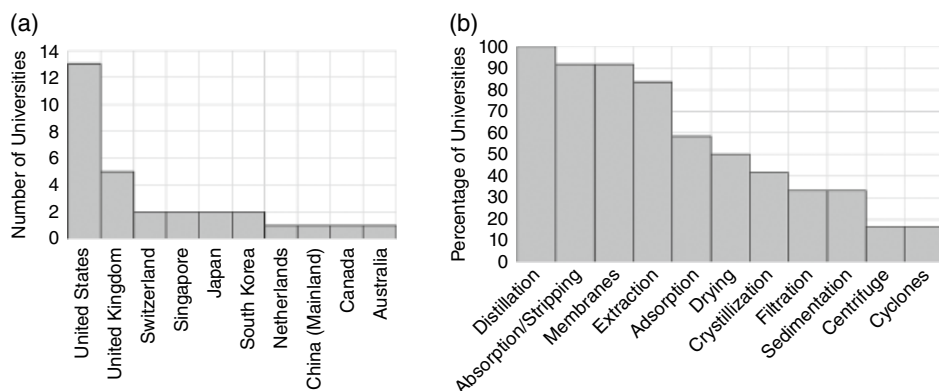 (a)
Number of Universities
14
12
10
8
6
4
2
0
United States
United Kingdom
Switzerland
Singapore
Japan
South Korea
Netherlands
China (Mainland)
Canada
Australia
(b)
Percentage of Universities
100
90
80
70
60
50
40
30
20
10
0
Distillation
Absorption/Stripping
Membranes
Extraction
Adsorption
Drying
Crystillization
Filtration
Sedimentation
Centrifuge
Cyclones